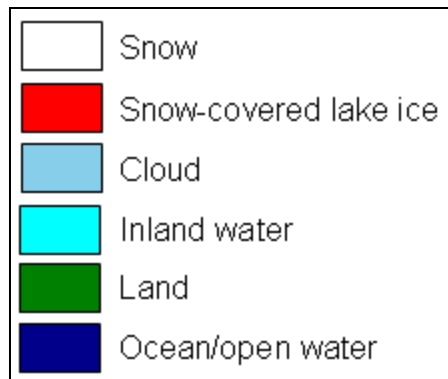 Snow
Snow-covered lake ice
Cloud
Inland water
Land
Ocean/open water